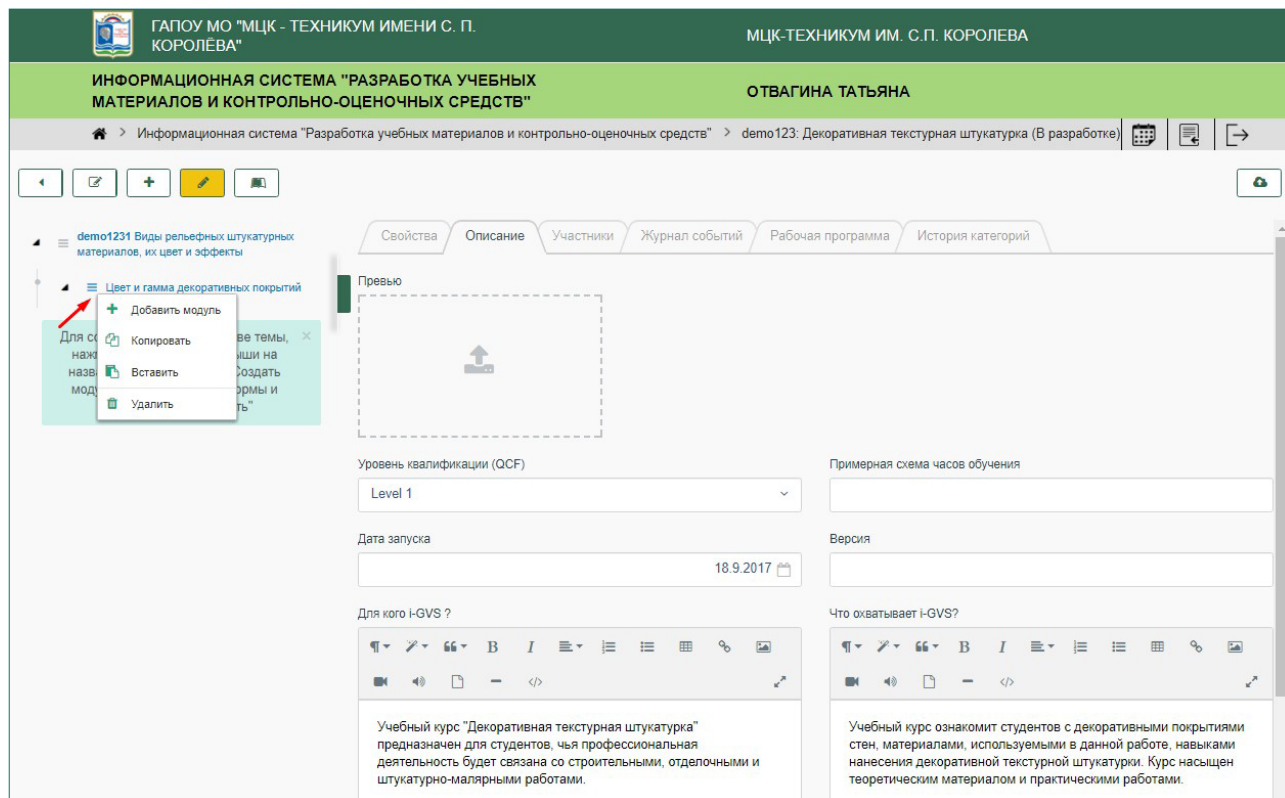 ГАПОУ МО "МЦК - ТЕХНИКУМ ИМЕНИ С. П.
КОРОЛЁВА"
МЦК-ТЕХНИКУМ ИМ. С.П. КОРОЛЕВА
ИНФОРМАЦИОННАЯ СИСТЕМА "РАЗРАБОТКА УЧЕБНЫХ
МАТЕРИАЛОВ И КОНТРОЛЬНО-ОЦЕНОЧНЫХ СРЕДСТВ"
ОТВАГИНА ТАТЬЯНА
> Информационная система "Разработка учебных материалов и контрольно-оценочных средств" > demo123: Декоративная текстурная штукатурка (В разработке)
demo1231 Виды рельефных штукатурных
материалов, их цвет и эффекты
Цвет и гамма декоративных покрытий
Добавить модуль
Копировать
Вставить
Удалить
Для со
ве темы,
наж
ыши на
назв
Создать
мод
ормы и
ть"
Свойства
Описание
Участники
Журнал событий
Рабочая программа
История категорий
Превью
Уровень квалификации (QCF)
Level 1
Примерная схема часов обучения
Дата запуска
18.9.2017
Версия
Для кого i-GVS ?
Что охватывает i-GVS?
Учебный курс "Декоративная текстурная штукатурка"
предназначен для студентов, чья профессиональная
деятельность будет связана со строительными, отделочными и
штукатурно-малярными работами.
Учебный курс ознакомит студентов с декоративными покрытиями
стен, материалами, используемыми в данной работе, навыками
нанесения декоративной текстурной штукатурки. Курс насыщен
теоретическим материалом и практическими работами.